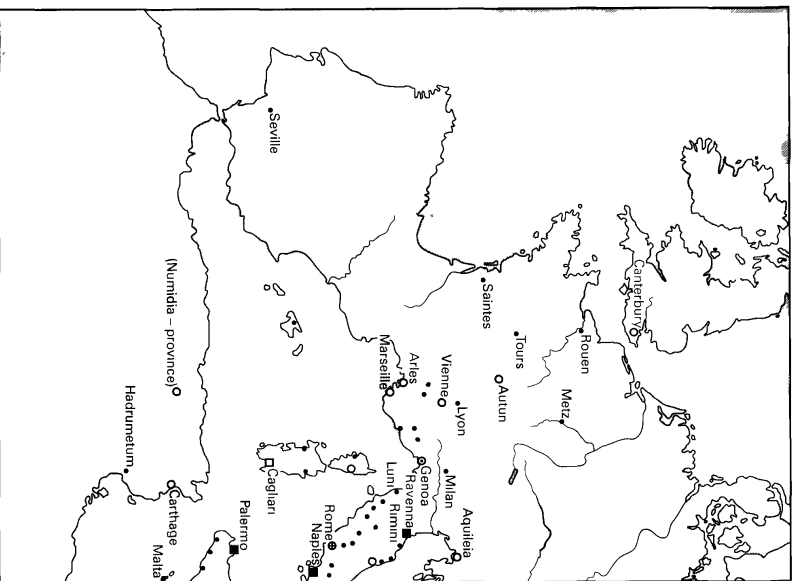 Canterbury
Rouen
Metz
Tours
Autun
Saintes
Lyon
Vienne
Arles
Marseille
Milan
Genoa
Aquileia
Ravenna
Rimini
Luni
Rome
Naples
Seville
Cagliari
Palermo
Malta
(Numidia – province)
Carthage
Hadrumetum